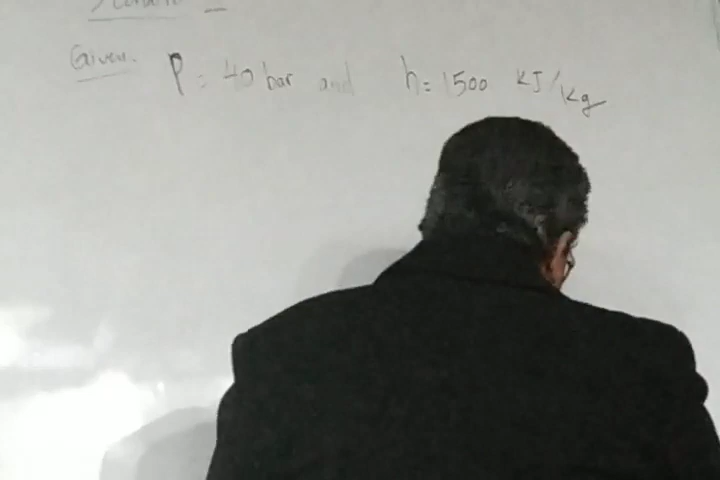 Given. P = 40 bar and h = 1500 KJ/Kg